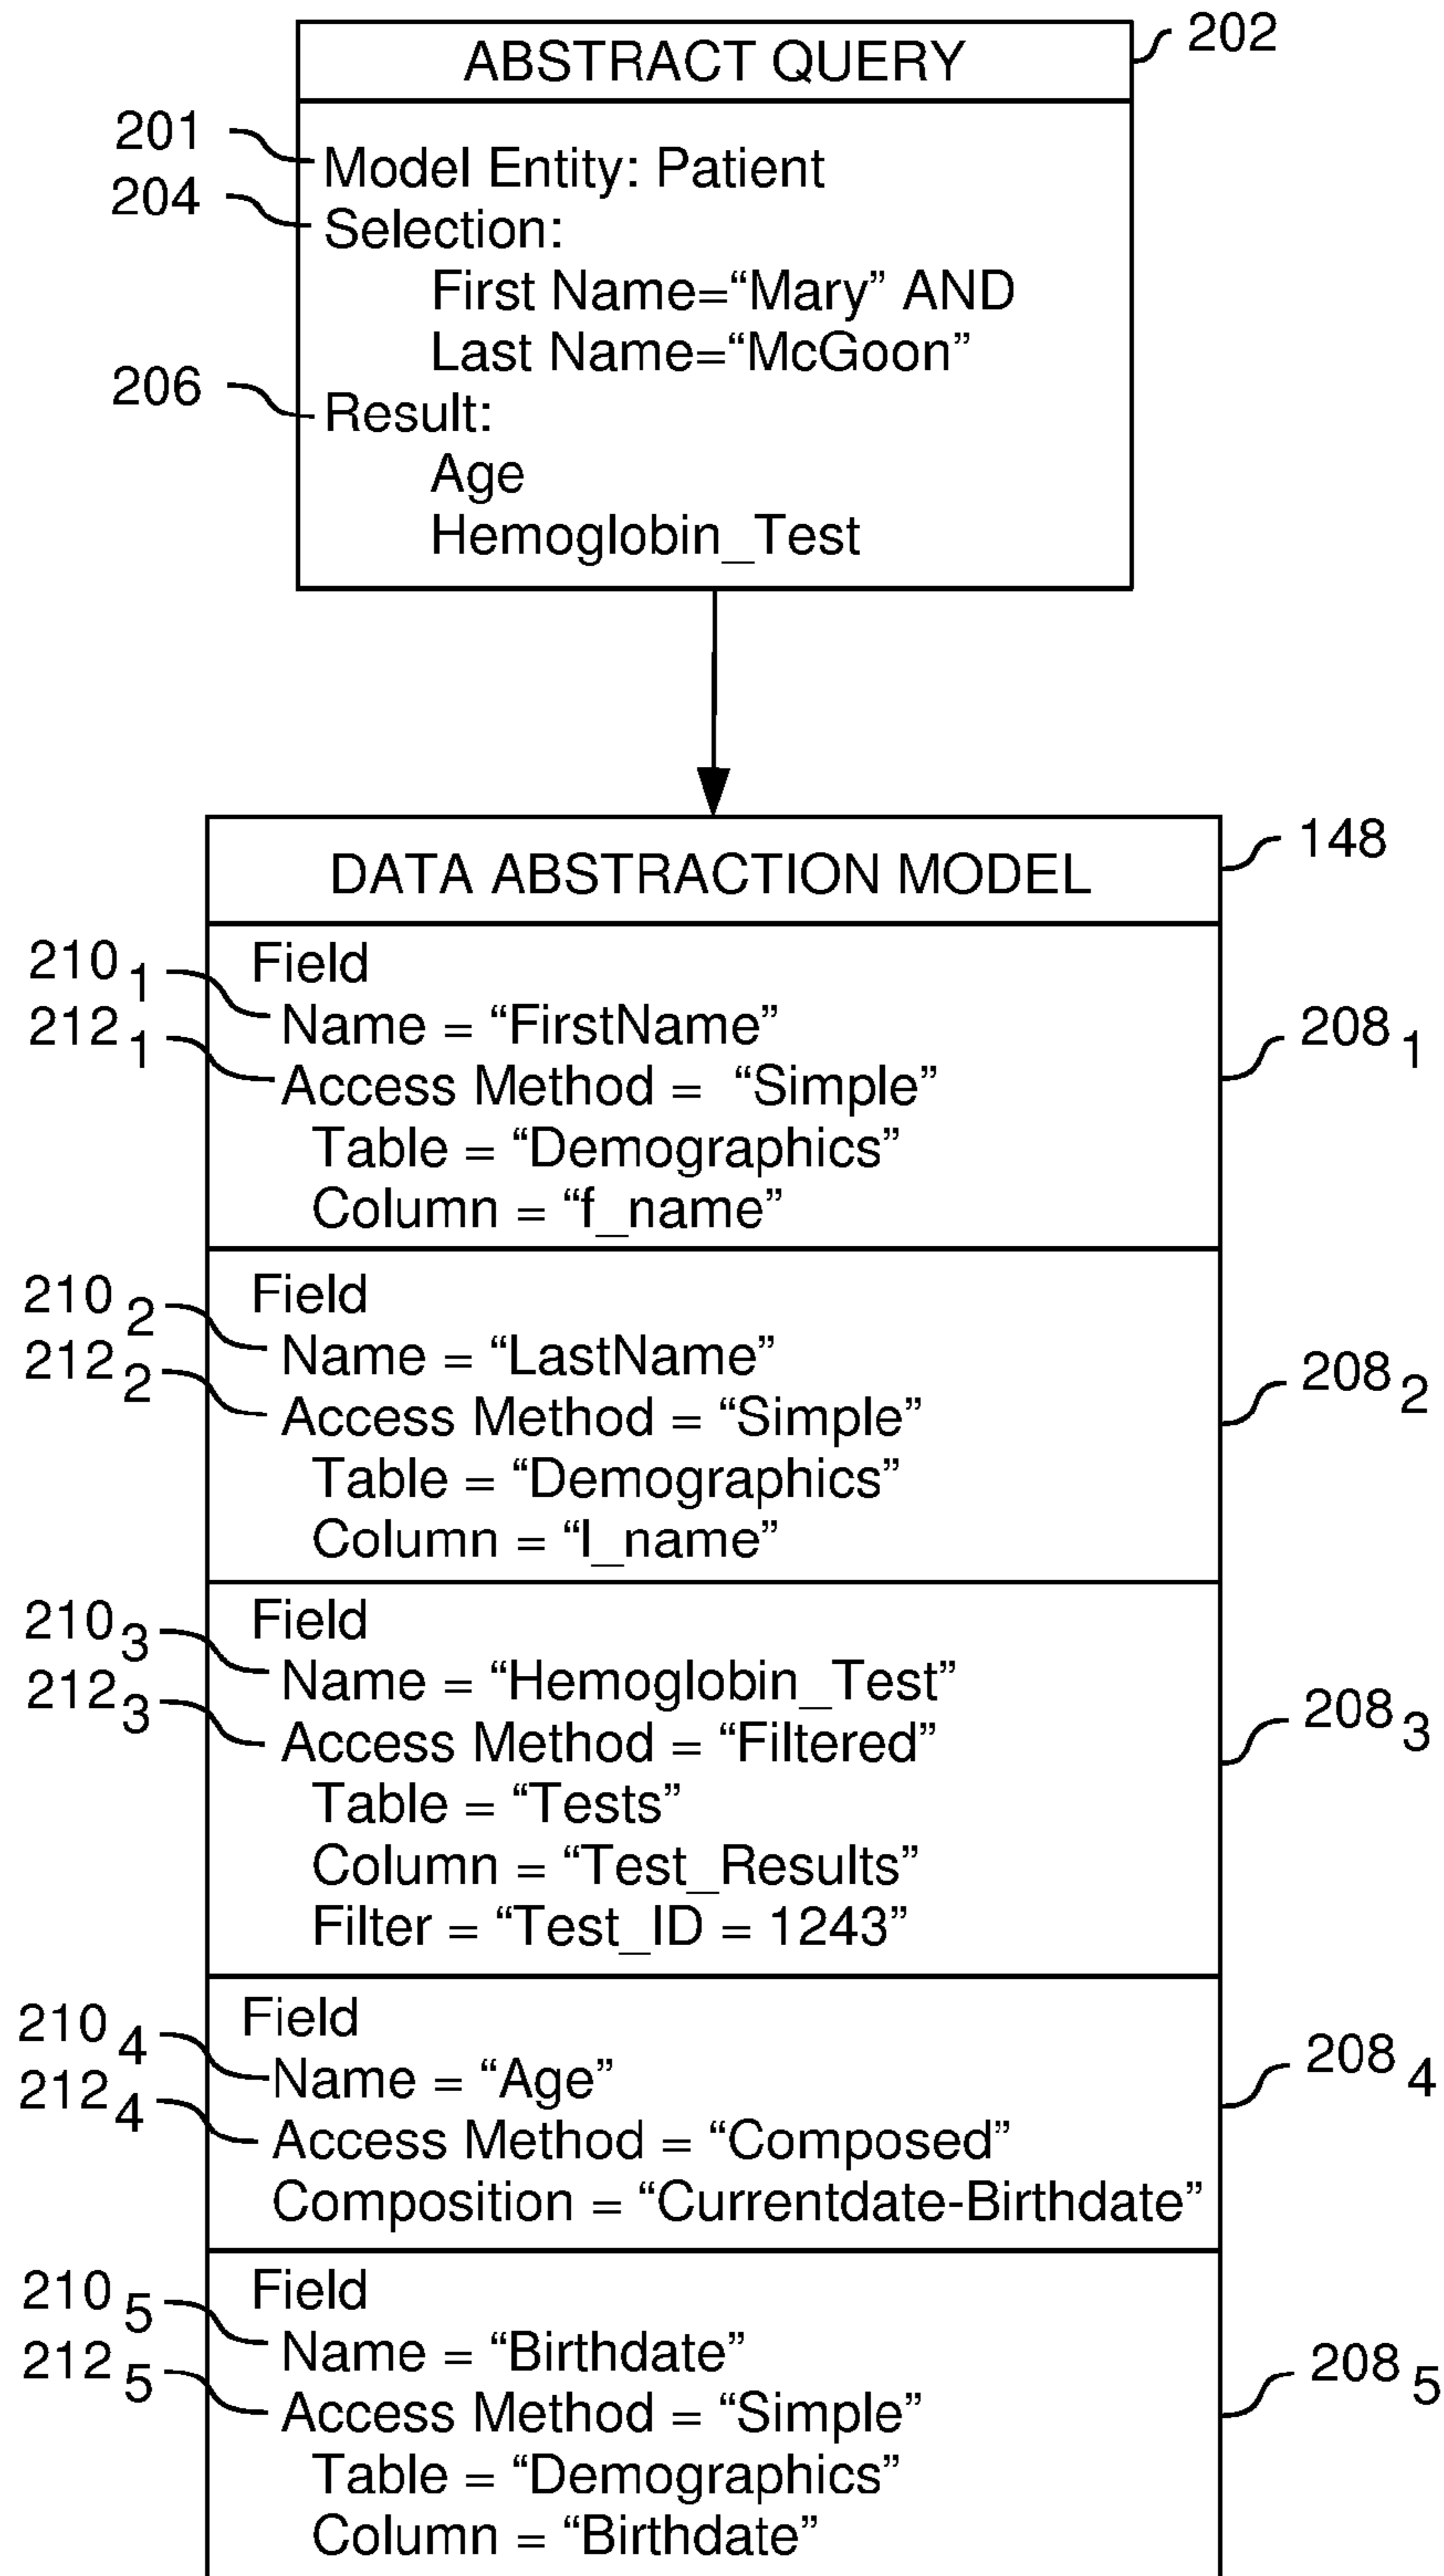 ABSTRACT QUERY
202
201
Model Entity: Patient
204
Selection:
First Name=“Mary” AND
Last Name=“McGoon”
206
Result:
Age
Hemoglobin_Test
DATA ABSTRACTION MODEL
148
Field
210 1
Name = “FirstName”
212 1
Access Method = “Simple”
208 1
Table = “Demographics”
Column = “f_name”
Field
210 2
Name = “LastName”
212 2
Access Method = “Simple”
208 2
Table = “Demographics”
Column = “l_name”
Field
210 3
Name = “Hemoglobin_Test”
212 3
Access Method = “Filtered”
208 3
Table = “Tests”
Column = “Test_Results”
Filter = “Test_ID = 1243”
Field
210 4
Name = “Age”
208 4
212 4
Access Method = “Composed”
Composition = “Currentdate-Birthdate”
Field
210 5
Name = “Birthdate”
212 5
Access Method = “Simple”
208 5
Table = “Demographics”
Column = “Birthdate”